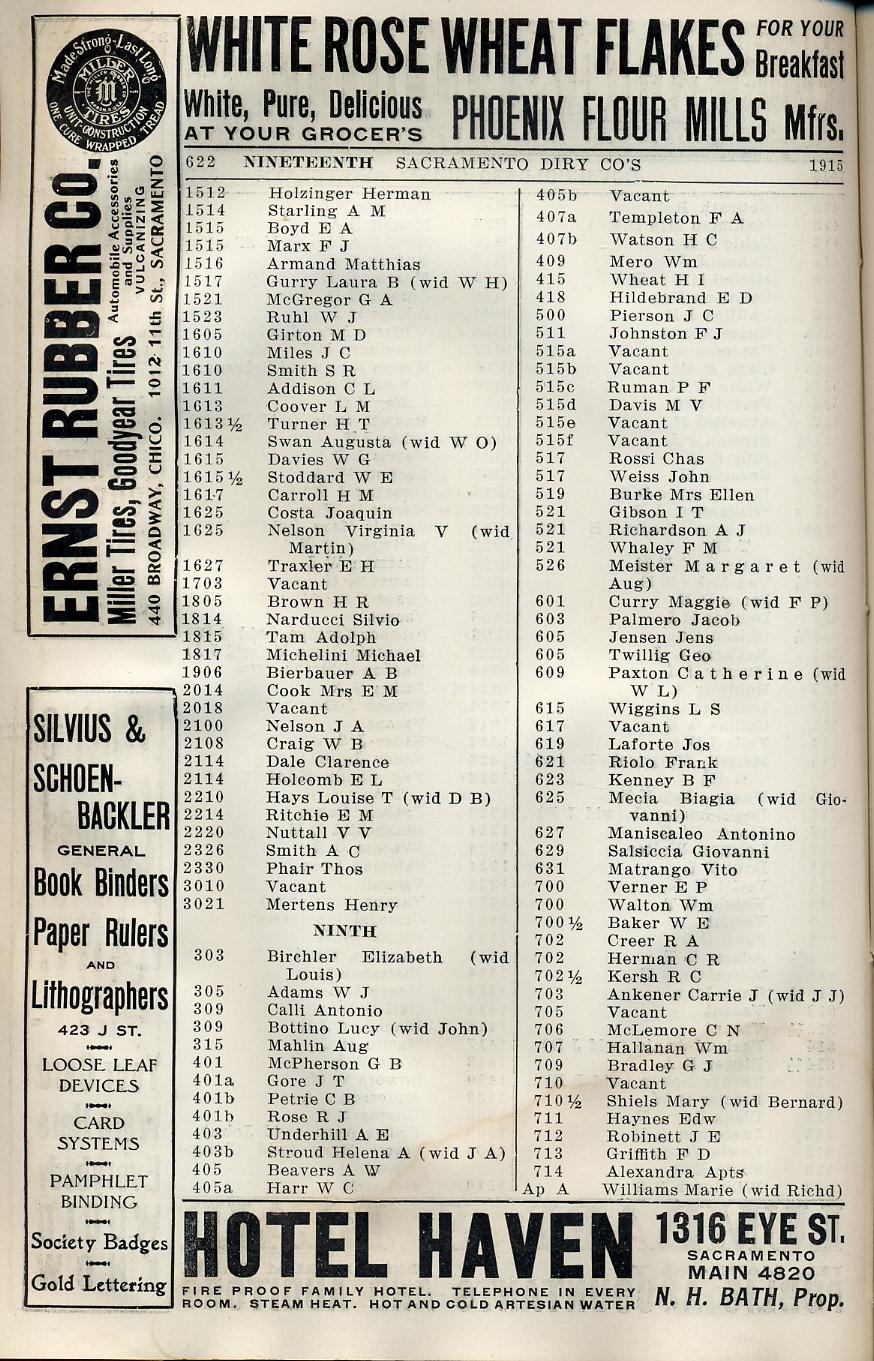 WHITE ROSE WHEAT FLAKES FOR YOUR Breakfast
White, Pure, Delicious
AT YOUR GROCER'S
PHOENIX FLOUR MILLS Mfrs.
Made Strong-Last Long
MILLER
M
TIRES
UNIT-CONSTRUCTION
ONE CURE WRAPPED TREAD
ERNST RUBBER CO.
Miller Tires, Goodyear Tires
Automobile Accessories
and Supplies
VULCANIZING
440 BROADWAY, CHICO. 1012 11th St., SACRAMENTO
SILVIUS &
SCHOEN-
BACKLER
GENERAL
Book Binders
Paper Rulers
AND
Lithographers
423 J ST.
LOOSE LEAF
DEVICES
CARD
SYSTEMS
PAMPHLET
BINDING
Society Badges
Gold Lettering
622 NINETEENTH SACRAMENTO DIRY CO'S 1915
1512 Holzinger Herman
1514 Starling A M
1515 Boyd E A
1515 Marx F J
1516 Armand Matthias
1517 Gurry Laura B (wid W H)
1521 McGregor G A
1523 Ruhl W J
1605 Girton M D
1610 Miles J C
1610 Smith S R
1611 Addison C L
1613 Coover L M
1613½ Turner H T
1614 Swan Augusta (wid W O)
1615 Davies W G
1615½ Stoddard W E
1617 Carroll H M
1625 Costa Joaquin
1625 Nelson Virginia V (wid
Martin)
1627 Traxler E H
1703 Vacant
1805 Brown H R
1814 Narducci Silvio
1815 Tam Adolph
1817 Michelini Michael
1906 Bierbauer A B
2014 Cook Mrs E M
2018 Vacant
2100 Nelson J A
2108 Craig W B
2114 Dale Clarence
2114 Holcomb E L
2210 Hays Louise T (wid D B)
2214 Ritchie E M
2220 Nuttall V V
2326 Smith A C
2330 Phair Thos
3010 Vacant
3021 Mertens Henry
NINTH
303 Birchler Elizabeth (wid
Louis)
305 Adams W J
309 Calli Antonio
309 Bottino Lucy (wid John)
315 Mahlin Aug
401 McPherson G B
401a Gore J T
401b Petrie C B
401b Rose R J
403 Underhill A E
403b Stroud Helena A (wid J A)
405 Beavers A W
405a Harr W C
405b Vacant
407a Templeton F A
407b Watson H C
409 Mero Wm
415 Wheat H I
418 Hildebrand E D
500 Pierson J C
511 Johnston F J
515a Vacant
515b Vacant
515c Ruman P F
515d Davis M V
515e Vacant
515f Vacant
517 Rossi Chas
517 Weiss John
519 Burke Mrs Ellen
521 Gibson I T
521 Richardson A J
521 Whaley F M
526 Meister Margaret (wid
Aug)
601 Curry Maggie (wid F P)
603 Palmero Jacob
605 Jensen Jens
605 Twillig Geo
609 Paxton Catherine (wid
W L)
615 Wiggins L S
617 Vacant
619 Laforte Jos
621 Riolo Frank
623 Kenney B F
625 Mecia Biagia (wid Gio-
vanni)
627 Maniscaleo Antonino
629 Salsiccia Giovanni
631 Matrango Vito
700 Verner E P
700 Walton Wm
700½ Baker W E
702 Creer R A
702 Herman C R
702½ Kersh R C
703 Ankener Carrie J (wid J J)
705 Vacant
706 McLemore C N
707 Hallanan Wm
709 Bradley G J
710 Vacant
710½ Shiels Mary (wid Bernard)
711 Haynes Edw
712 Robinett J E
713 Griffith F D
714 Alexandra Apts
Ap A Williams Marie (wid Richd)
HOTEL HAVEN
FIRE PROOF FAMILY HOTEL. TELEPHONE IN EVERY
ROOM. STEAM HEAT. HOT AND COLD ARTESIAN WATER
1316 EYE ST.
SACRAMENTO
MAIN 4820
N. H. BATH, Prop.